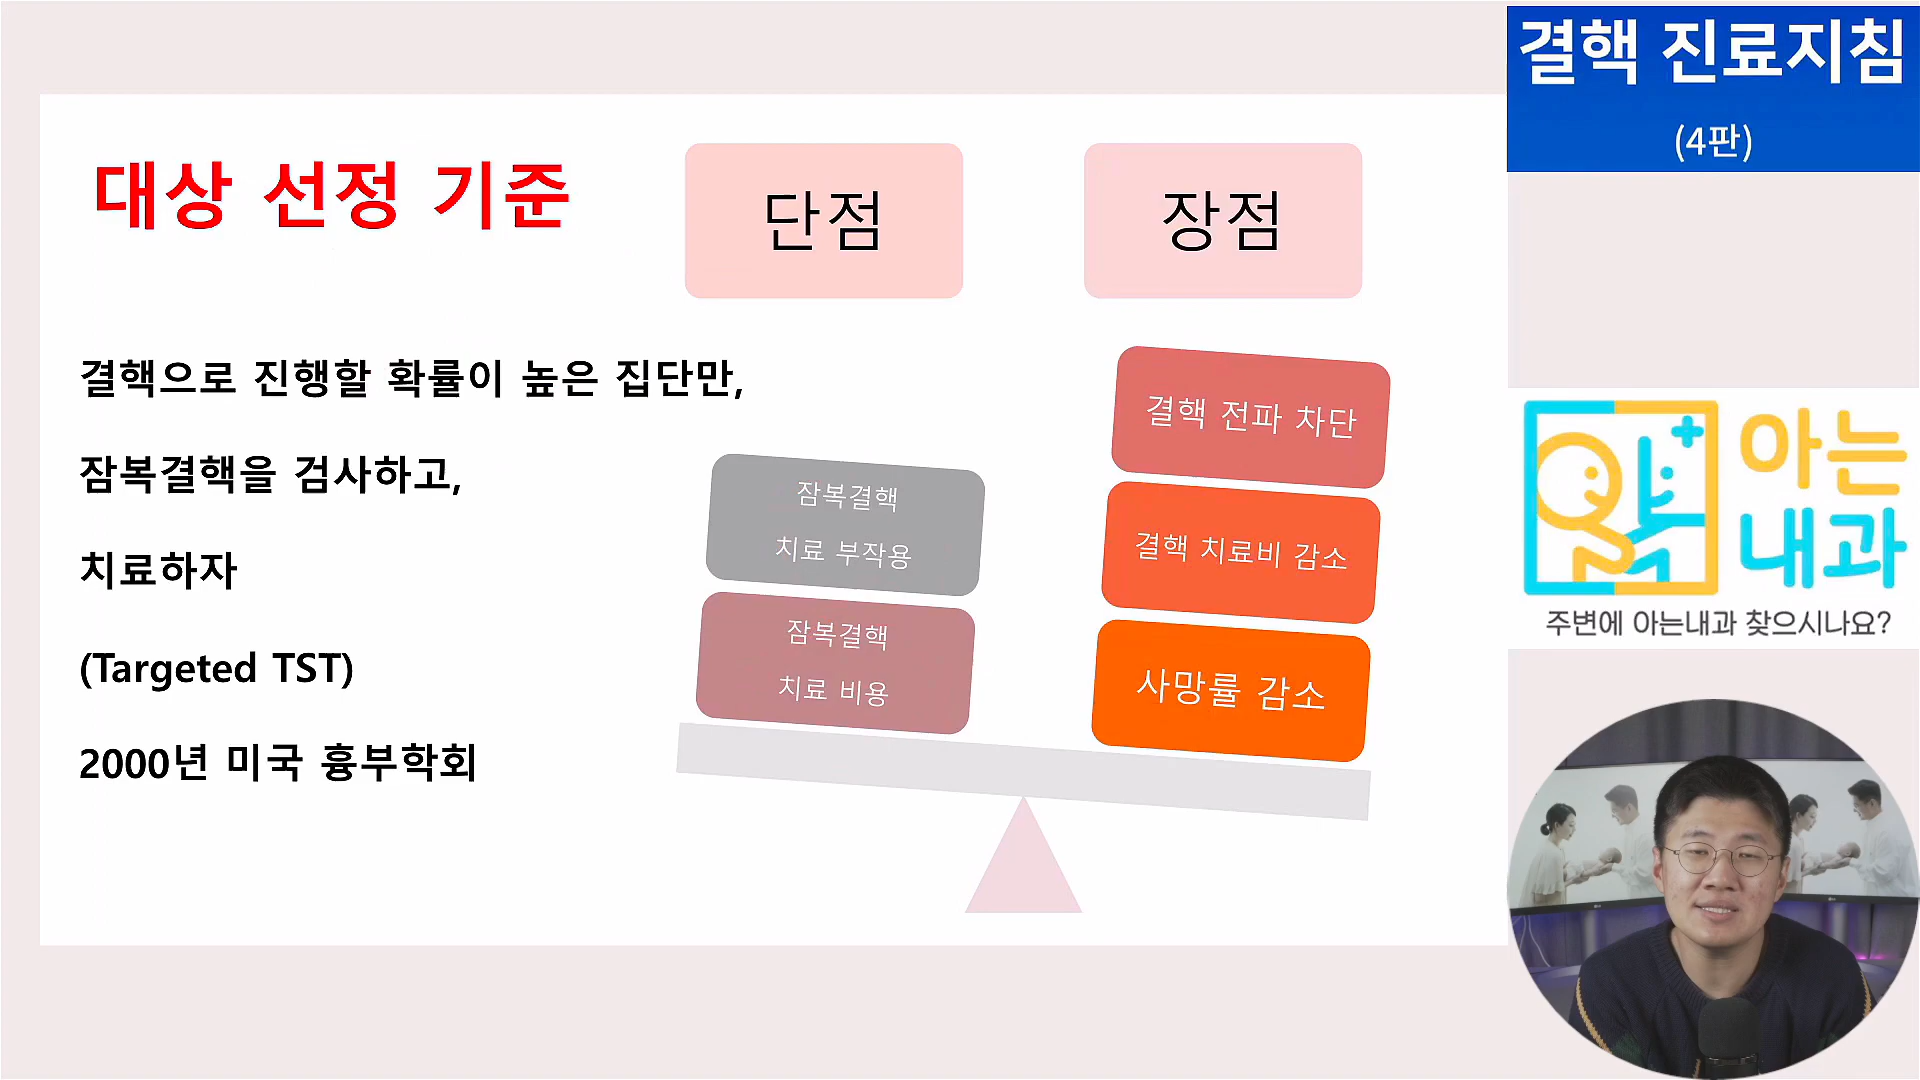 대상 선정 기준
결핵으로 진행할 확률이 높은 집단만,
잠복결핵을 검사하고,
치료하자
(Targeted TST)
2000년 미국 흉부학회
단점
장점
잠복결핵
치료 부작용
잠복결핵
치료 비용
결핵 전파 차단
결핵 치료비 감소
사망률 감소
결핵 진료지침
(4판)
아는
내과
주변에 아는내과 찾으시나요?